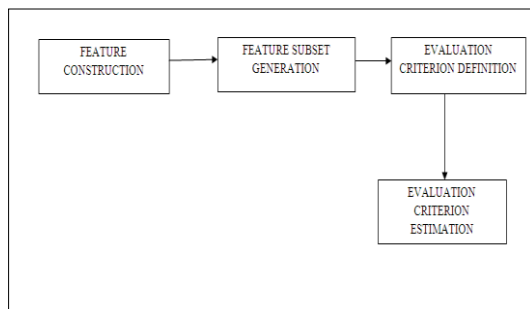 FEATURE
CONSTRUCTION
FEATURE SUBSET
GENERATION
EVALUATION
CRITERION DEFINITION
EVALUATION
CRITERION
ESTIMATION